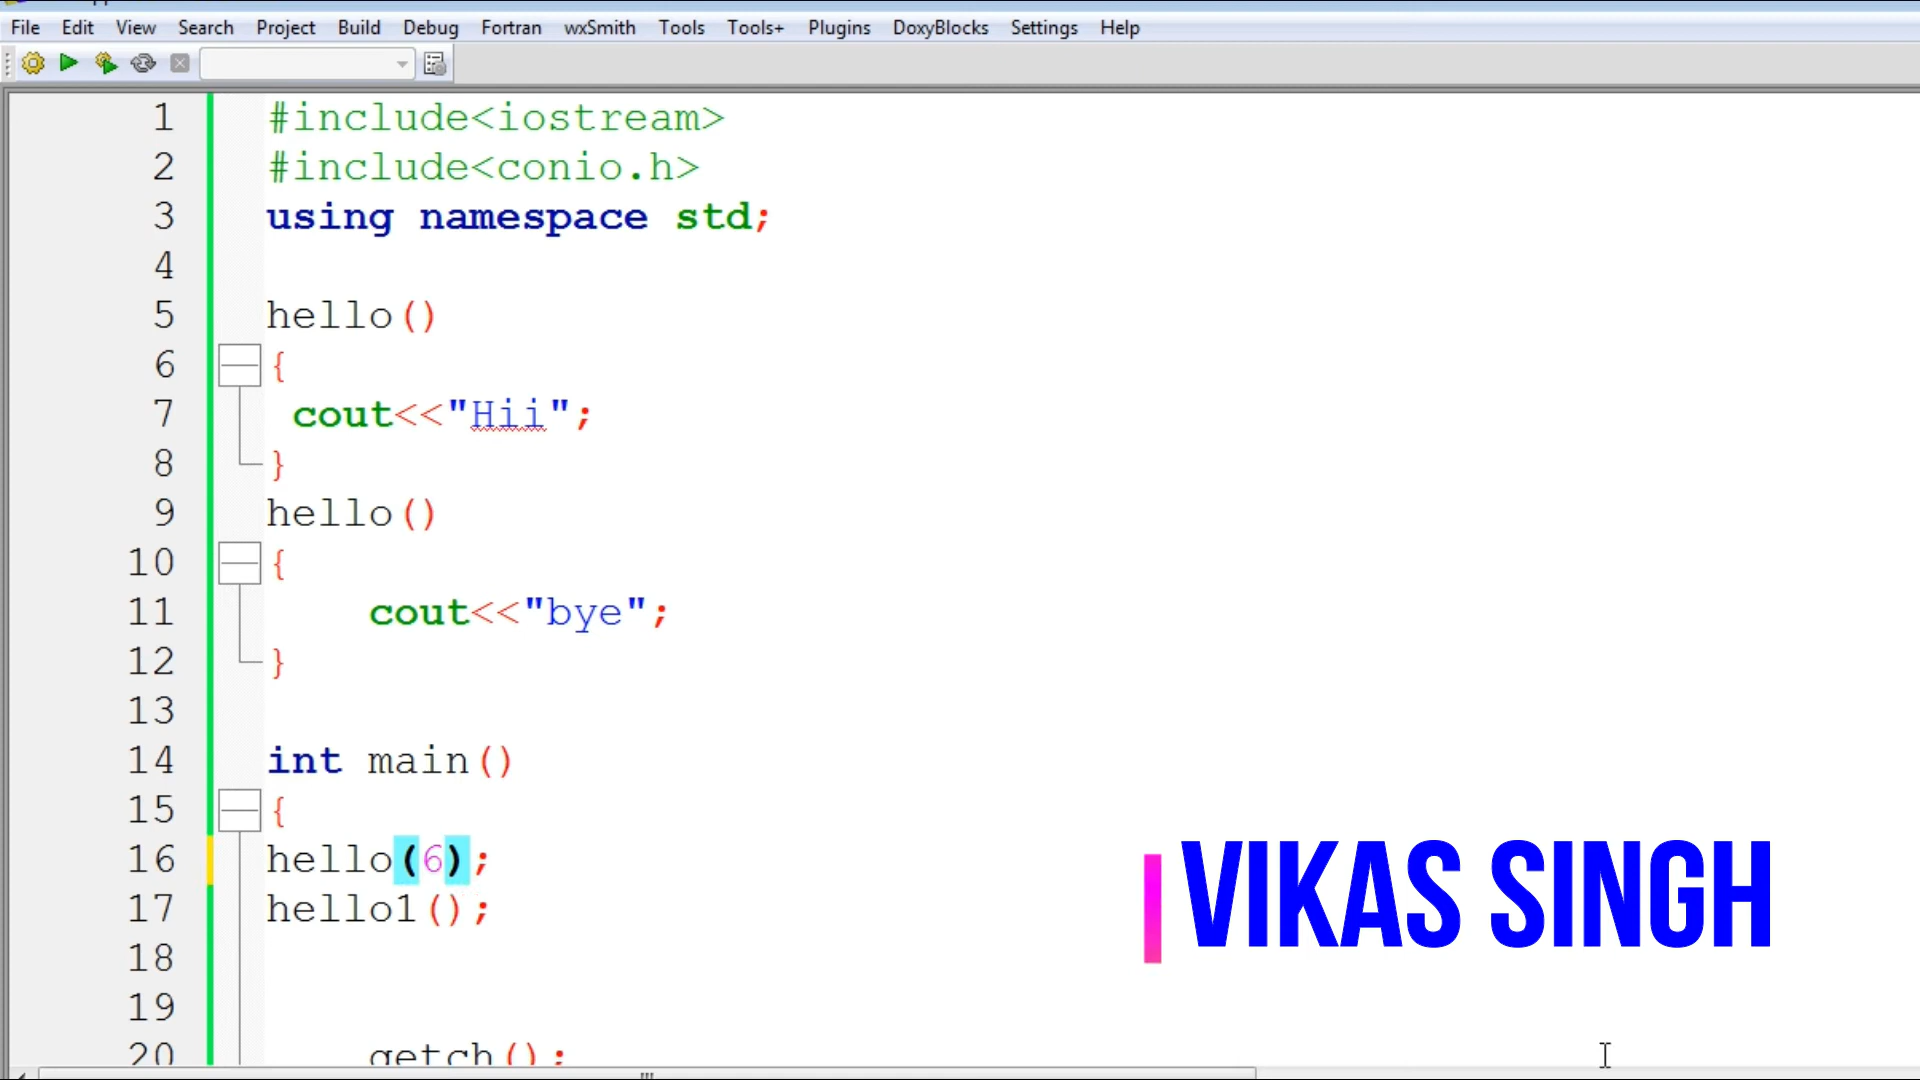 File Edit View Search Project Build Debug Fortran wxSmith Tools Tools+ Plugins DoxyBlocks Settings Help
1 #include<iostream>
2 #include<conio.h>
3 using namespace std;
4
5 hello()
6 {
7 cout<<"Hii";
8 }
9 hello()
10 {
11 cout<<"bye";
12 }
13
14 int main()
15 {
16 hello(6);
17 hello1();
18
19
20 getch();
VIKAS SINGH